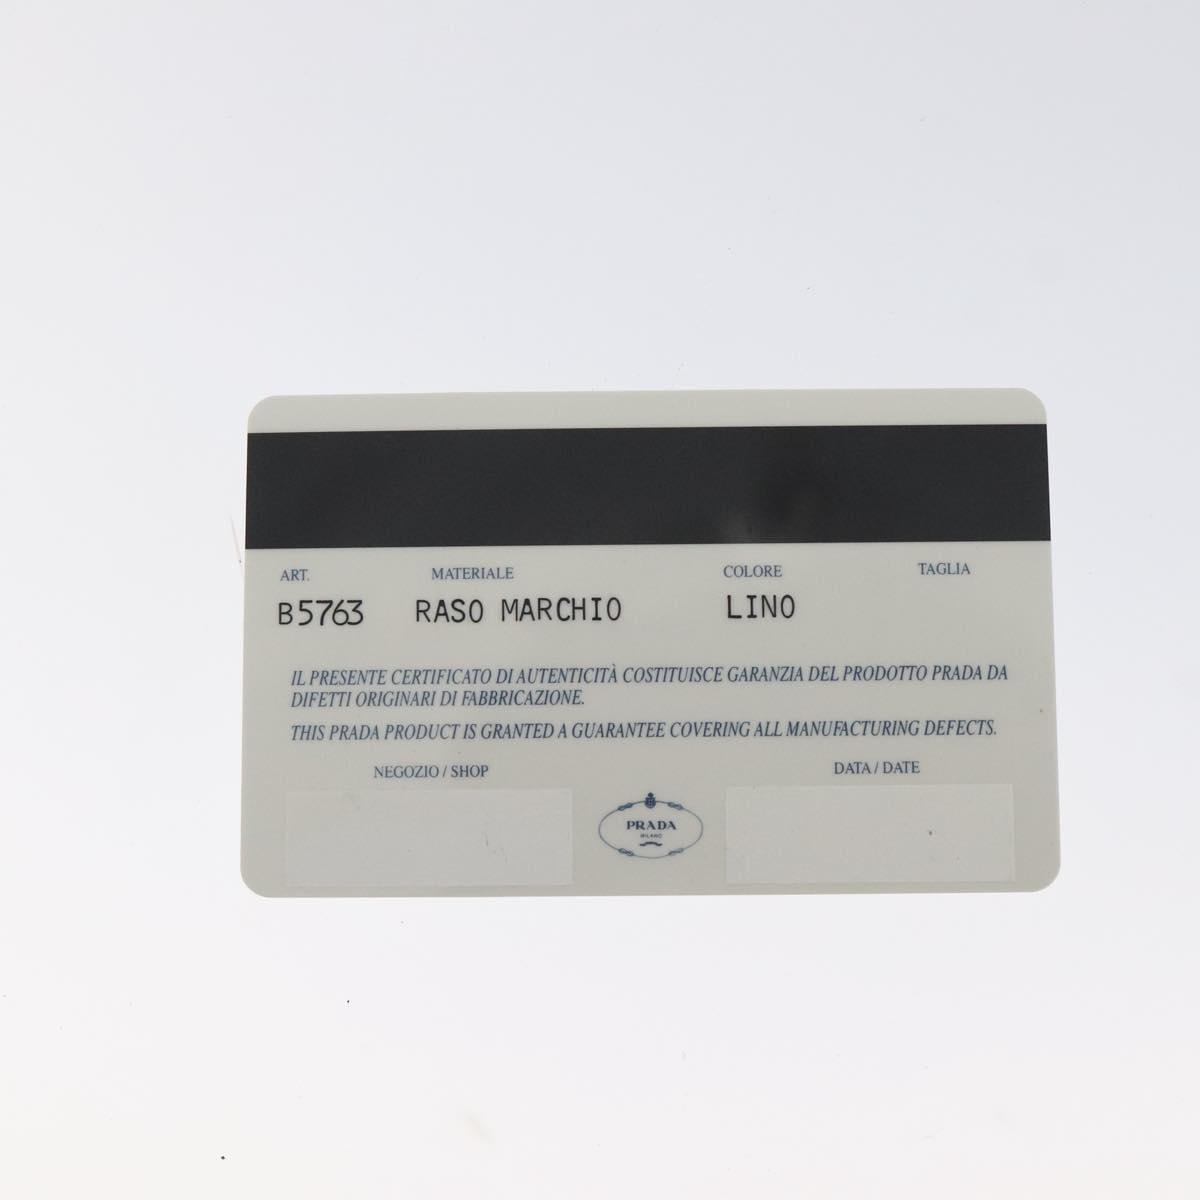 ART. MATERIALE COLORE TAGLIA
B5763 RASO MARCHIO LINO
IL PRESENTE CERTIFICATO DI AUTENTICITÀ COSTITUISCE GARANZIA DEL PRODOTTO PRADA DA
DIFETTI ORIGINARI DI FABBRICAZIONE.
THIS PRADA PRODUCT IS GRANTED A GUARANTEE COVERING ALL MANUFACTURING DEFECTS.
NEGOZIO / SHOP DATA / DATE
PRADA
MILANO